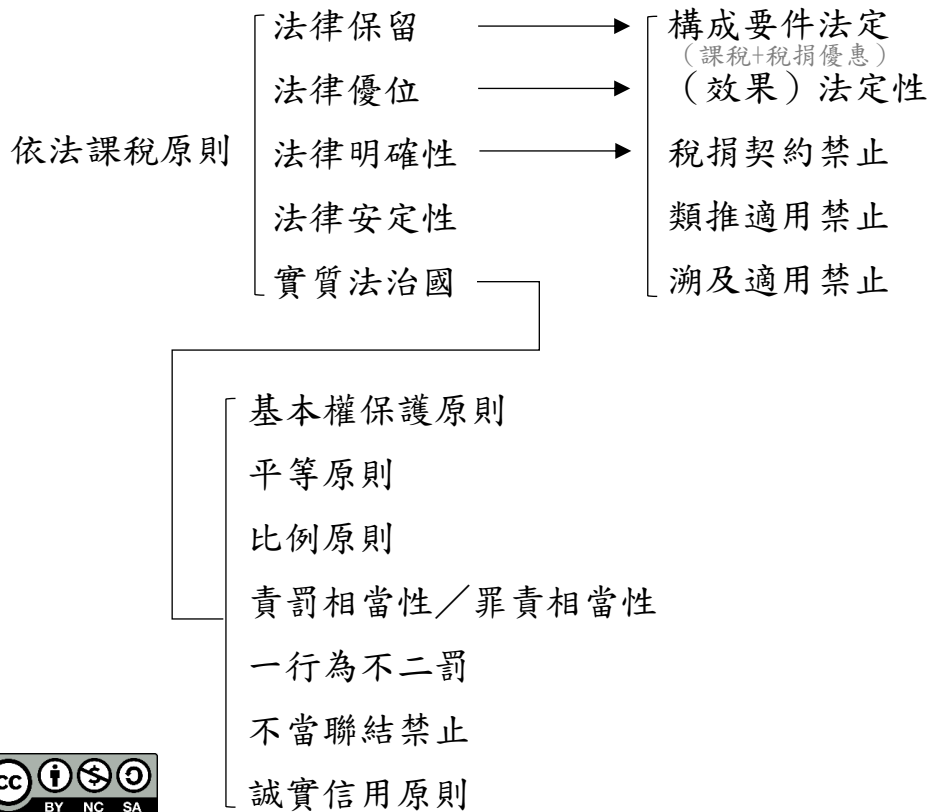 法律保留
構成要件法定
（課稅+稅捐優惠）
法律優位
（效果）法定性
依法課稅原則
法律明確性
稅捐契約禁止
法律安定性
類推適用禁止
實質法治國
溯及適用禁止
基本權保護原則
平等原則
比例原則
責罰相當性／罪責相當性
一行為不二罰
不當聯結禁止
誠實信用原則
cc
BY NC SA